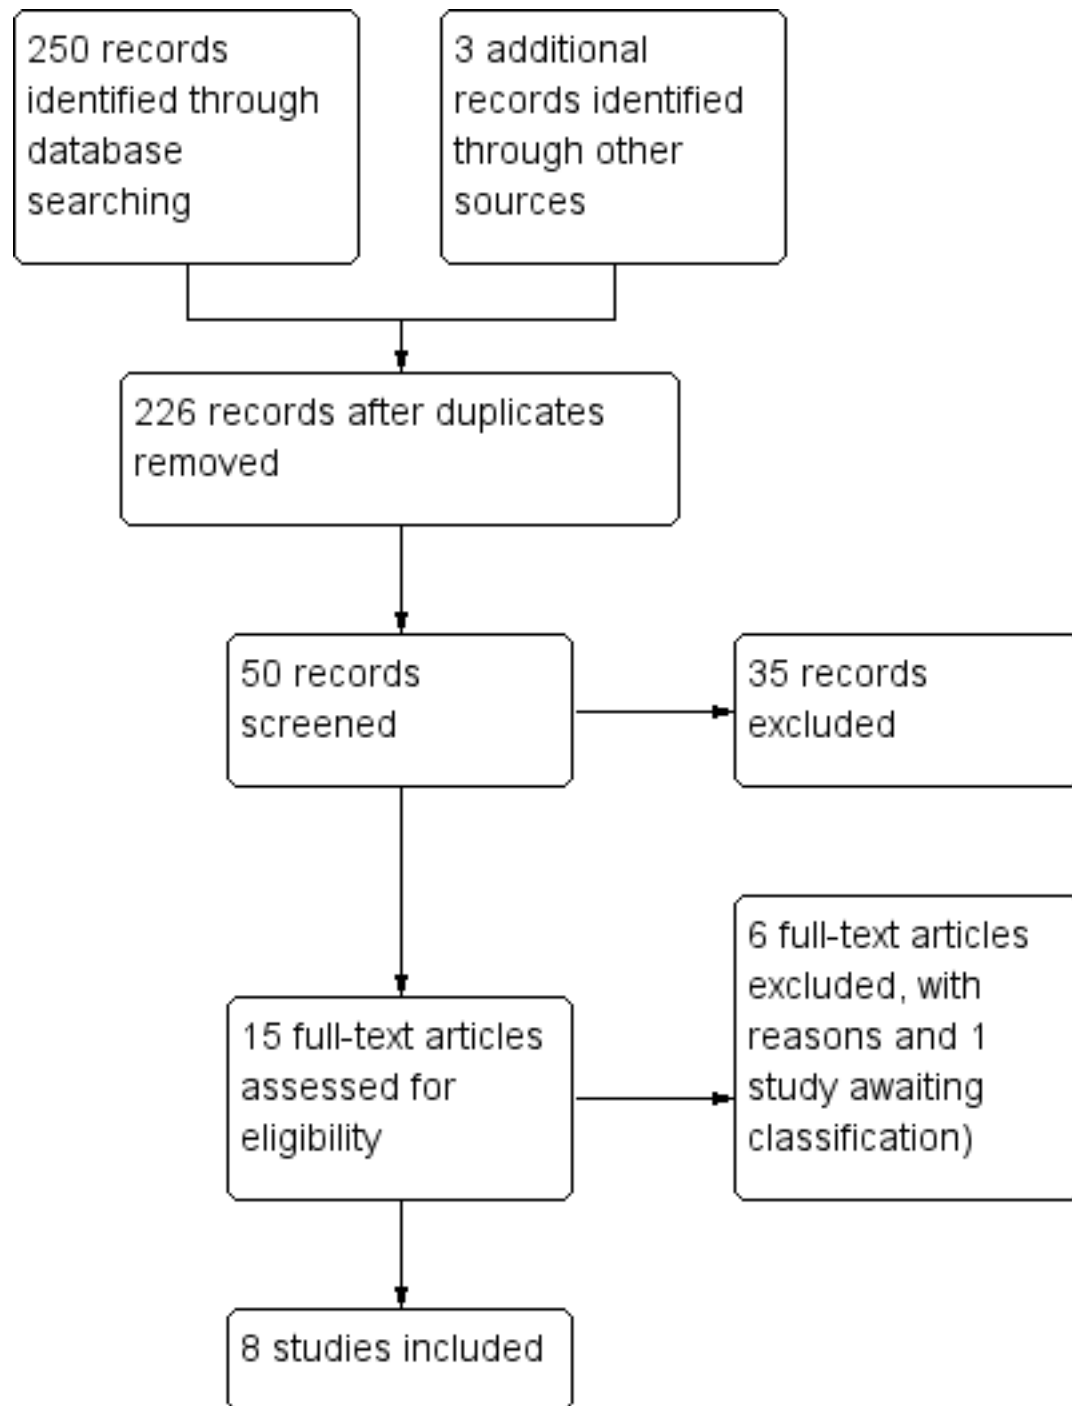 250 records
identified through
database
searching
3 additional
records identified
through other
sources
226 records after duplicates
removed
50 records
screened
35 records
excluded
15 full-text articles
assessed for
eligibility
6 full-text articles
excluded, with
reasons and 1
study awaiting
classification)
8 studies included